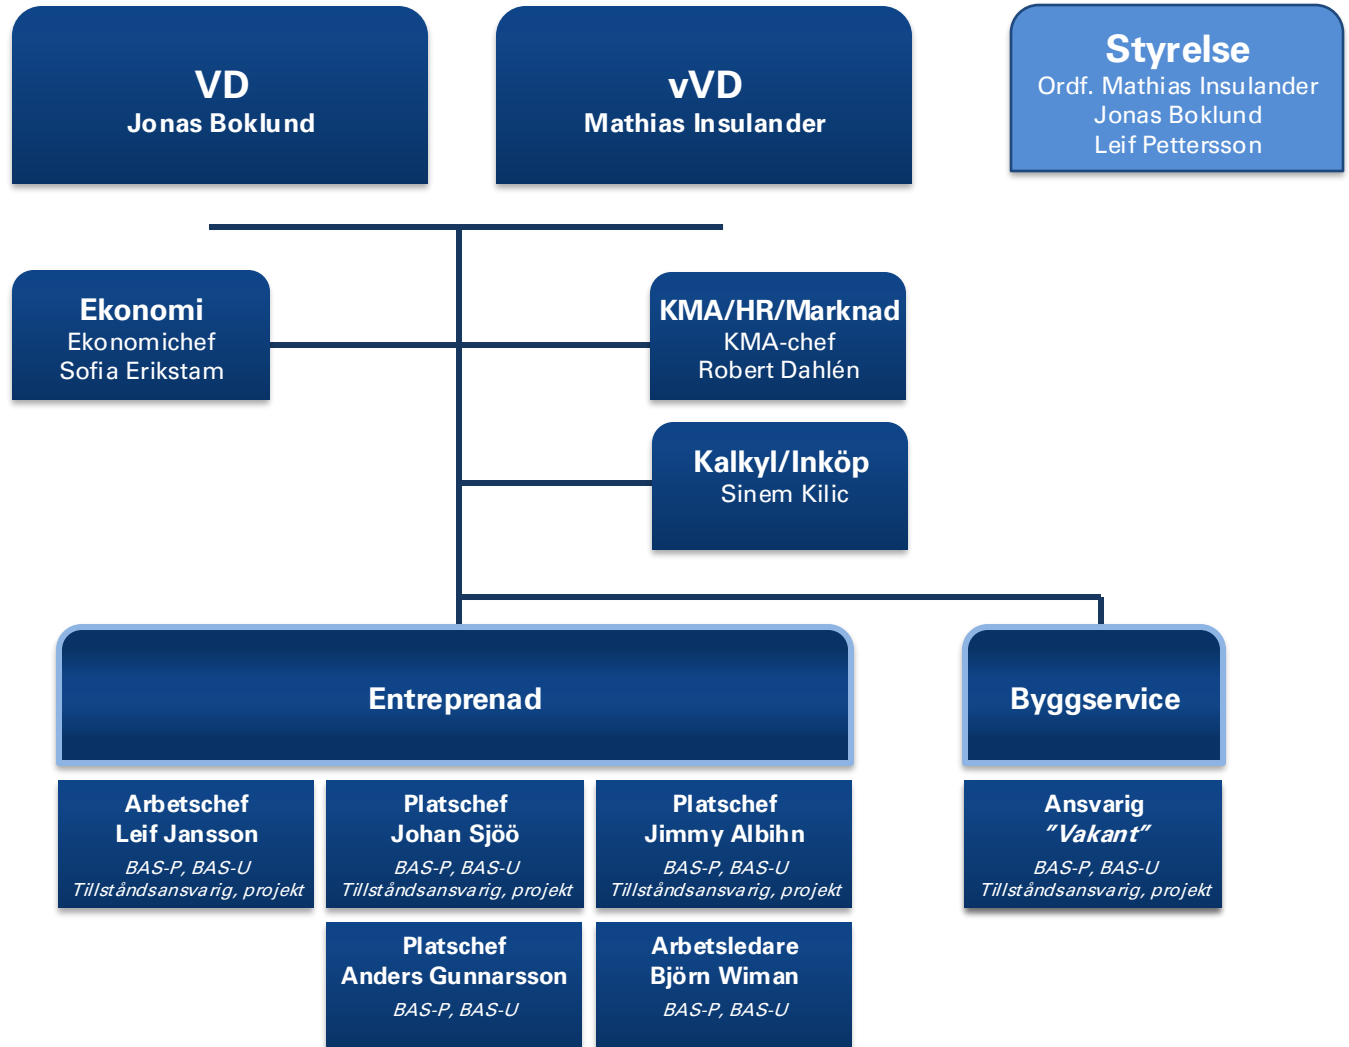 VD
Jonas Boklund
vVD
Mathias Insulander
Styrelse
Ordf. Mathias Insulander
Jonas Boklund
Leif Pettersson
Ekonomi
Ekonomichef
Sofia Erikstam
KMA/HR/Marknad
KMA-chef
Robert Dahlén
Kalkyl/Inköp
Sinem Kilic
Entreprenad
Byggservice
Arbetschef
Leif Jansson
BAS-P, BAS-U
Tillståndsansvarig, projekt
Platschef
Johan Sjöö
BAS-P, BAS-U
Tillståndsansvarig, projekt
Platschef
Jimmy Albihn
BAS-P, BAS-U
Tillståndsansvarig, projekt
Ansvarig
”Vakant”
BAS-P, BAS-U
Tillståndsansvarig, projekt
Platschef
Anders Gunnarsson
BAS-P, BAS-U
Arbetsledare
Björn Wiman
BAS-P, BAS-U